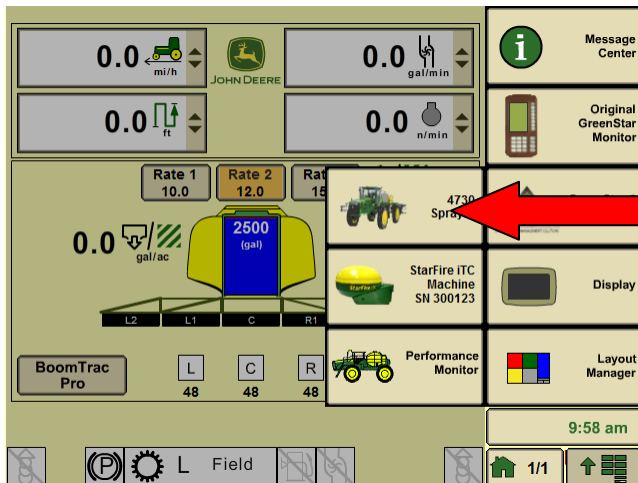 0.0
mi/h
JOHN DEERE
0.0
gal/min
Message
Center
0.0
ft
0.0
n/min
Original
GreenStar
Monitor
Rate 1
10.0
Rate 2
12.0
4730
2500
(gal)
0.0
gal/ac
StarFire iTC
Machine
SN 300123
Display
L2
L1
C
R1
BoomTrac
Pro
L
C
R
48
48
48
Performance
Monitor
Layout
Manager
9:58 am
L
Field
1/1